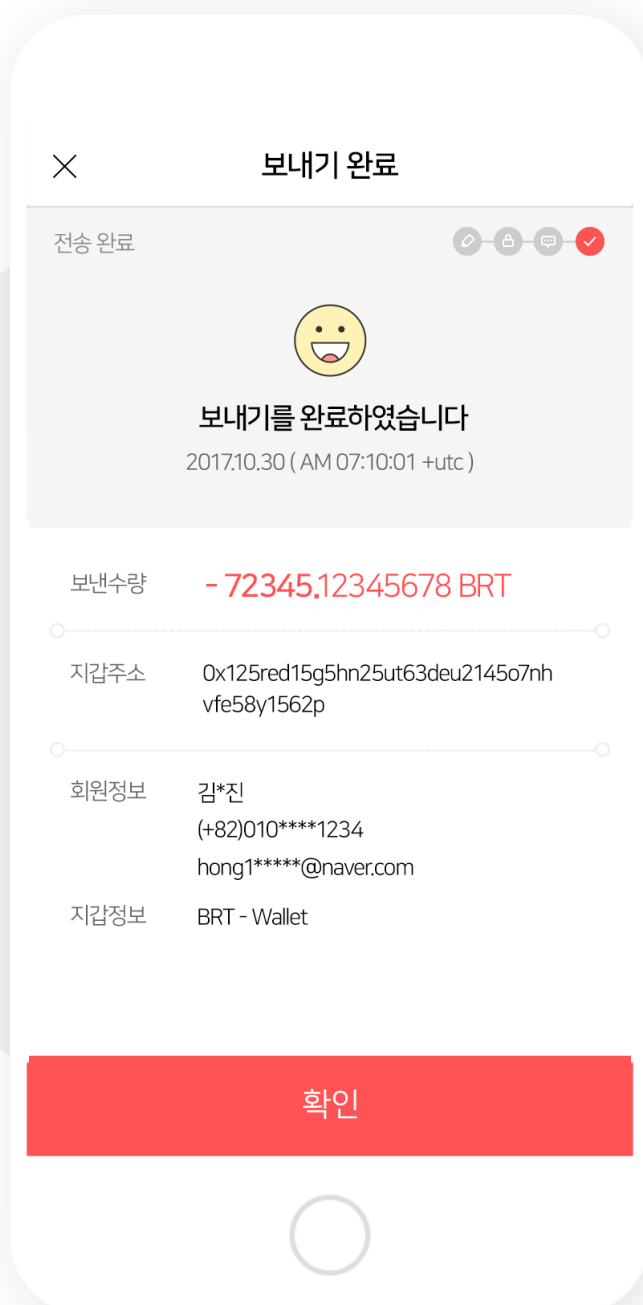 보내기 완료
전송 완료
보내기를 완료하였습니다
2017.10.30 ( AM 07:10:01 +utc )
보낸수량 - 72345.12345678 BRT
지갑주소 0x125red15g5hn25ut63deu2145o7nh
vfe58y1562p
회원정보 김*진
(+82)010****1234
hong1*****@naver.com
지갑정보 BRT - Wallet
확인